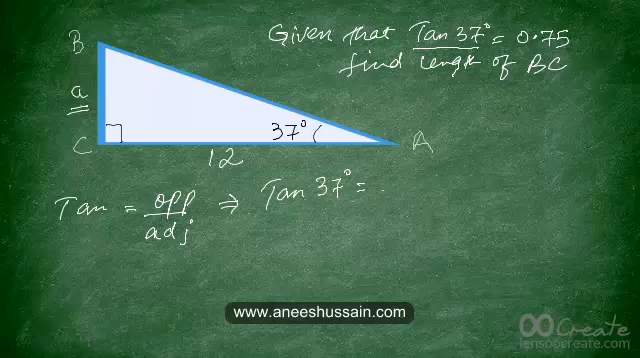 Given that Tan 37° = 0.75
find length of BC
B
a
C
37°
12
A
Tan = opp/adj ⇒ Tan 37° =
www.aneeshussain.com
Create
lensoocreate.com